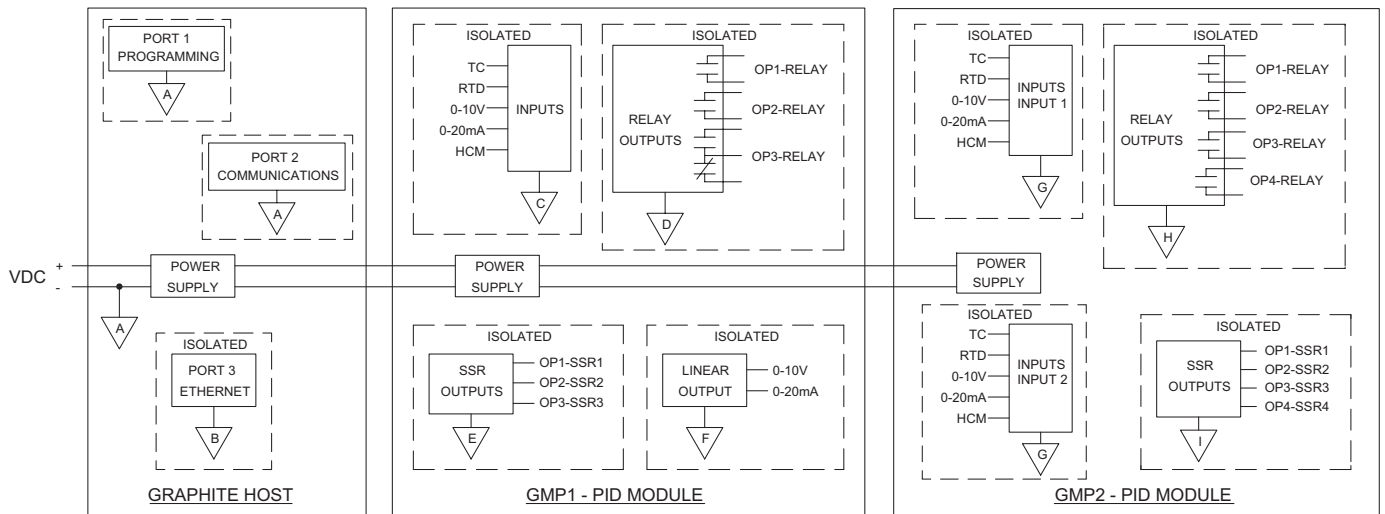 PORT 1
PROGRAMMING
A
PORT 2
COMMUNICATIONS
A
VDC
+
-
POWER
SUPPLY
A
ISOLATED
PORT 3
ETHERNET
B
GRAPHITE HOST
ISOLATED
TC
RTD
0-10V
0-20mA
HCM
INPUTS
C
ISOLATED
RELAY
OUTPUTS
OP1-RELAY
OP2-RELAY
OP3-RELAY
D
POWER
SUPPLY
ISOLATED
SSR
OUTPUTS
OP1-SSR1
OP2-SSR2
OP3-SSR3
E
ISOLATED
LINEAR
OUTPUT
0-10V
0-20mA
F
GMP1 - PID MODULE
ISOLATED
TC
RTD
0-10V
0-20mA
HCM
INPUTS
INPUT 1
G
ISOLATED
RELAY
OUTPUTS
OP1-RELAY
OP2-RELAY
OP3-RELAY
OP4-RELAY
H
POWER
SUPPLY
ISOLATED
TC
RTD
0-10V
0-20mA
HCM
INPUTS
INPUT 2
G
ISOLATED
SSR
OUTPUTS
OP1-SSR1
OP2-SSR2
OP3-SSR3
OP4-SSR4
I
GMP2 - PID MODULE